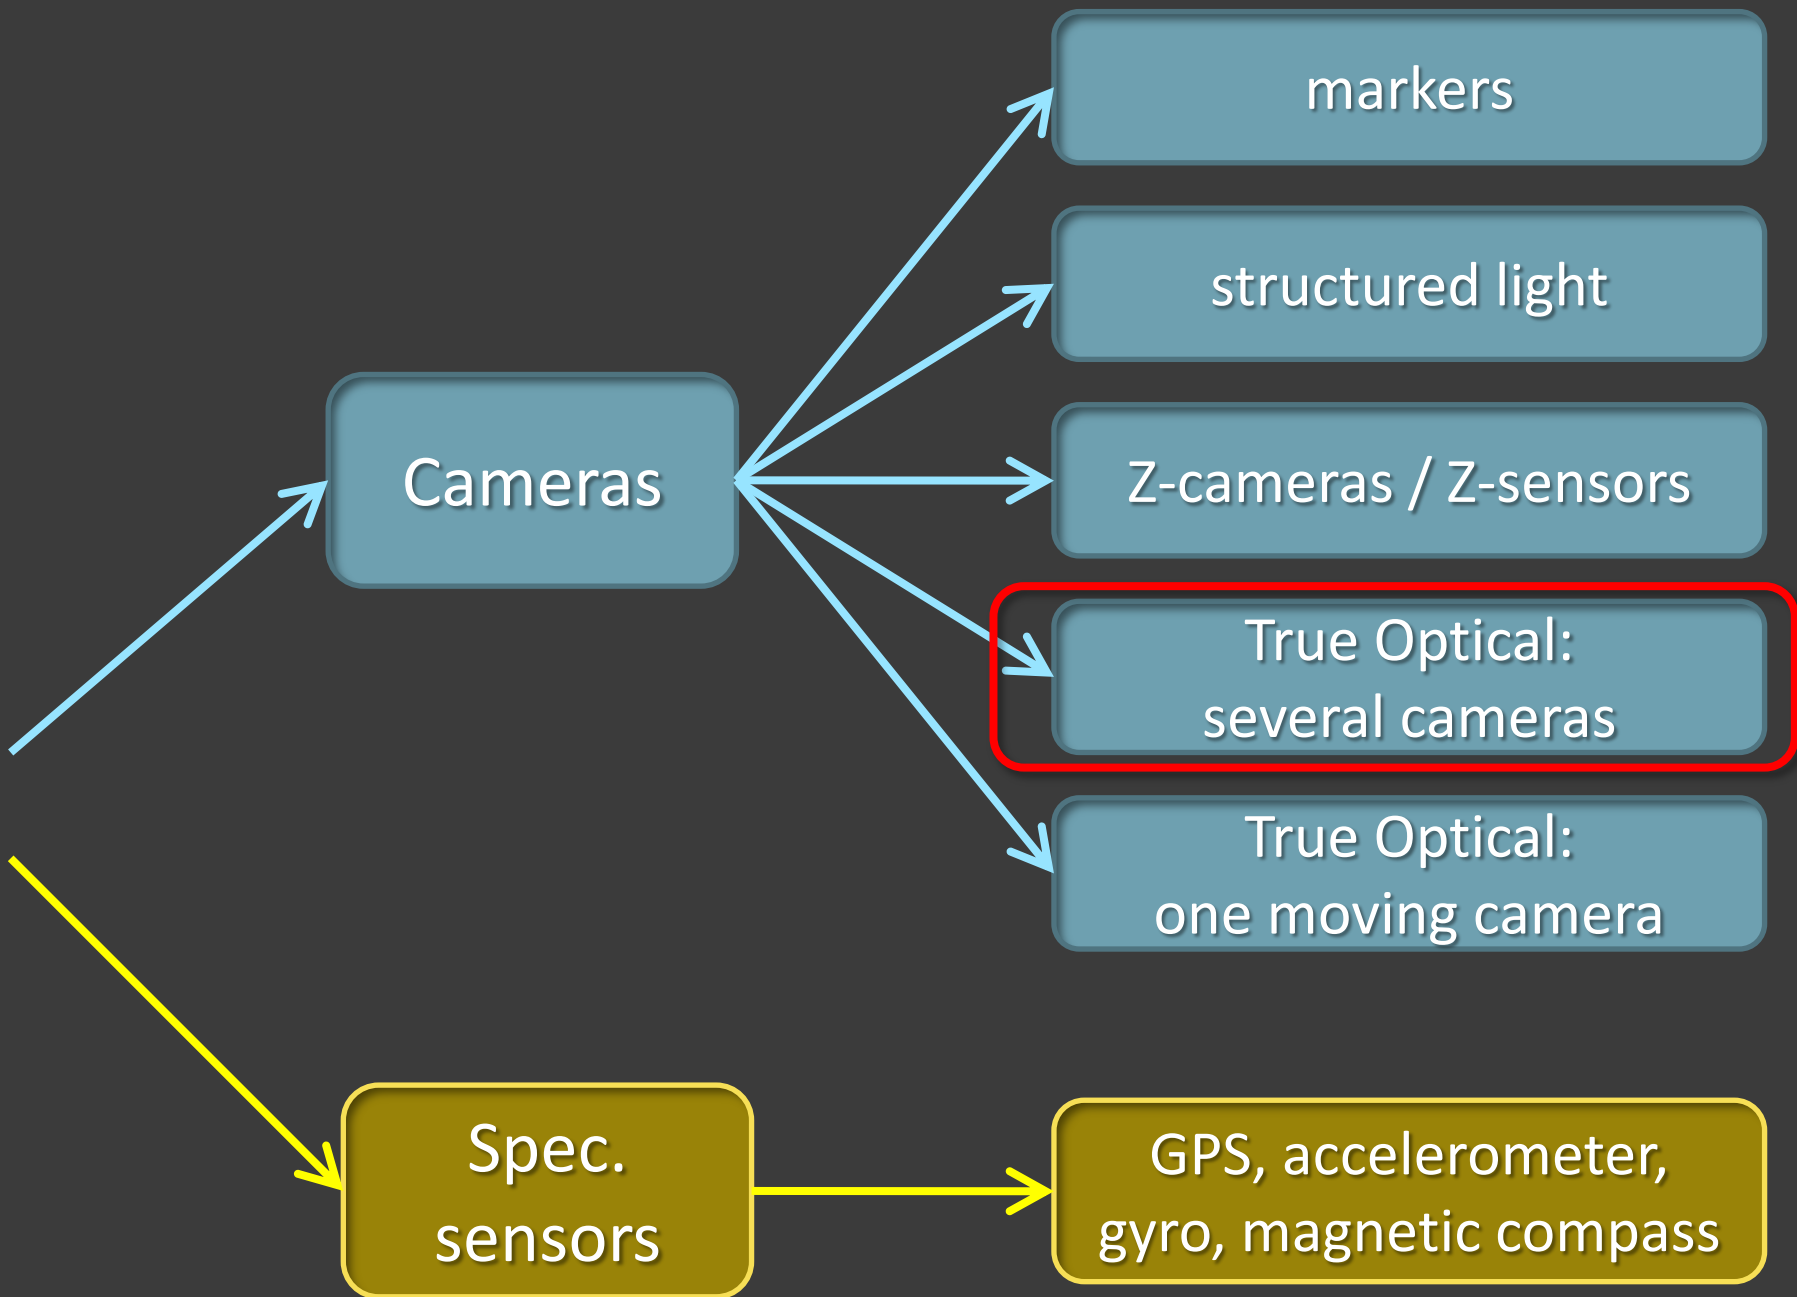 markers
structured light
Cameras
Z-cameras / Z-sensors
True Optical:
several cameras
True Optical:
one moving camera
Spec.
sensors
GPS, accelerometer,
gyro, magnetic compass